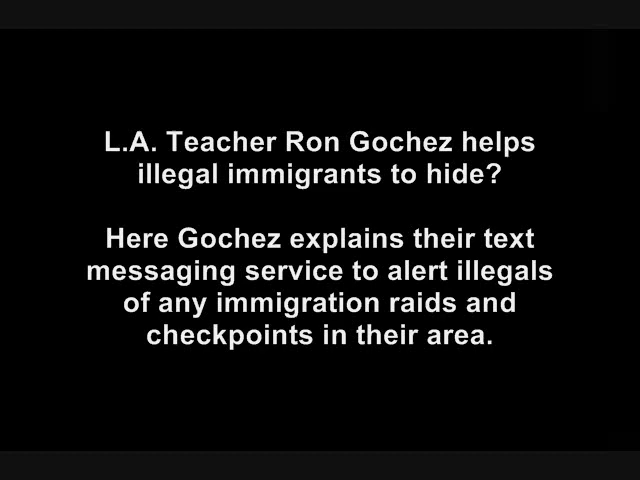 L.A. Teacher Ron Gochez helps
illegal immigrants to hide?
Here Gochez explains their text
messaging service to alert illegals
of any immigration raids and
checkpoints in their area.